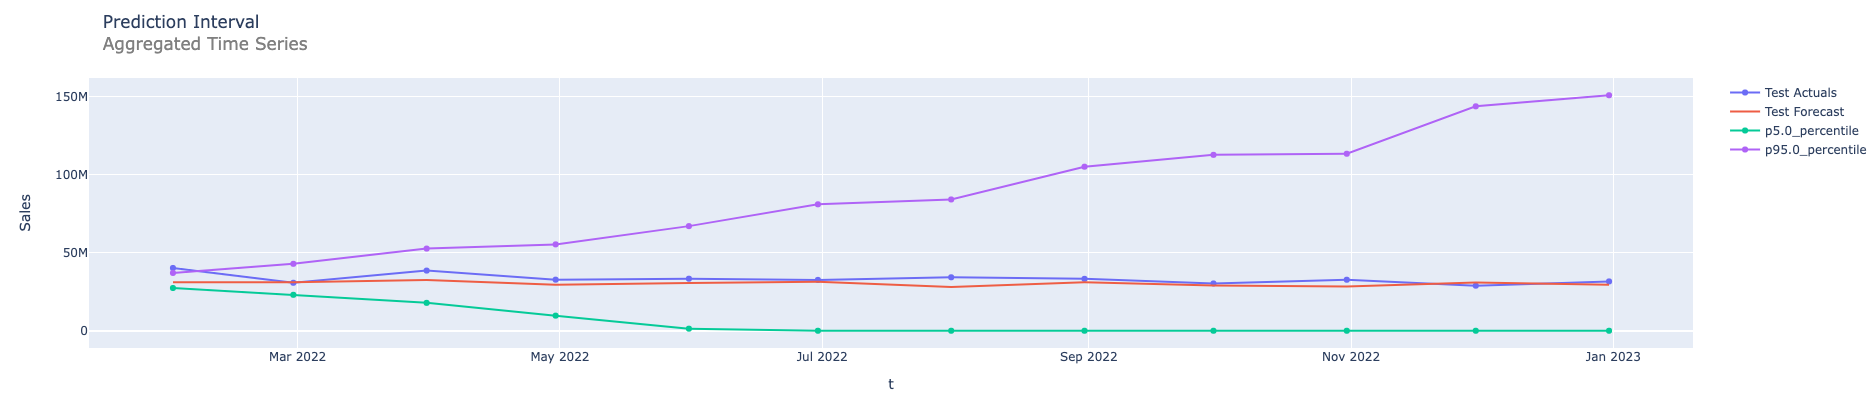 Prediction Interval
Aggregated Time Series
150M
100M
50M
0
Sales
Mar 2022
May 2022
Jul 2022
Sep 2022
Nov 2022
Jan 2023
t
Test Actuals
Test Forecast
p5.0_percentile
p95.0_percentile